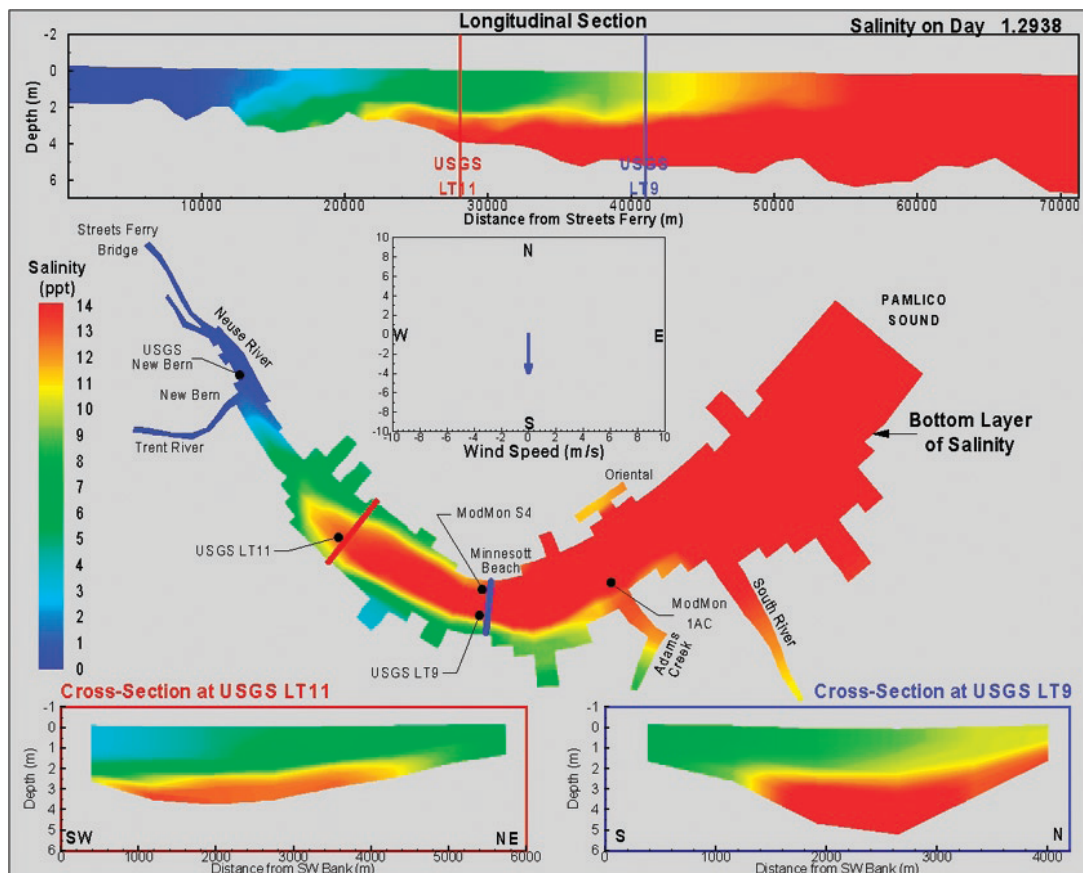 Longitudinal Section
Salinity on Day 1.2938
-2
0
2
4
6
Depth (m)
USGS
LT11
USGS
LT9
10000
20000
30000
40000
50000
60000
70000
Distance from Streets Ferry (m)
Streets Ferry
Bridge
Salinity
(ppt)
14
13
12
11
10
9
8
7
6
5
4
3
2
1
0
Neuse River
USGS
New Bern
New Bern
Trent River
10
8
6
4
2
0
-2
-4
-6
-8
-10
N
W
E
S
-10
-8
-6
-4
-2
0
2
4
6
8
10
Wind Speed (m/s)
PAMLICO
SOUND
Bottom Layer
of Salinity
Oriental
ModMon S4
Minnesott
Beach
USGS LT11
USGS LT9
ModMon
1AC
Adams
Creek
South River
Cross-Section at USGS LT11
-1
0
1
2
3
4
5
6
Depth (m)
SW
NE
0
1000
2000
3000
4000
5000
6000
Distance from SW Bank (m)
Cross-Section at USGS LT9
-1
0
1
2
3
4
5
6
Depth (m)
S
N
0
1000
2000
3000
4000
Distance from SW Bank (m)